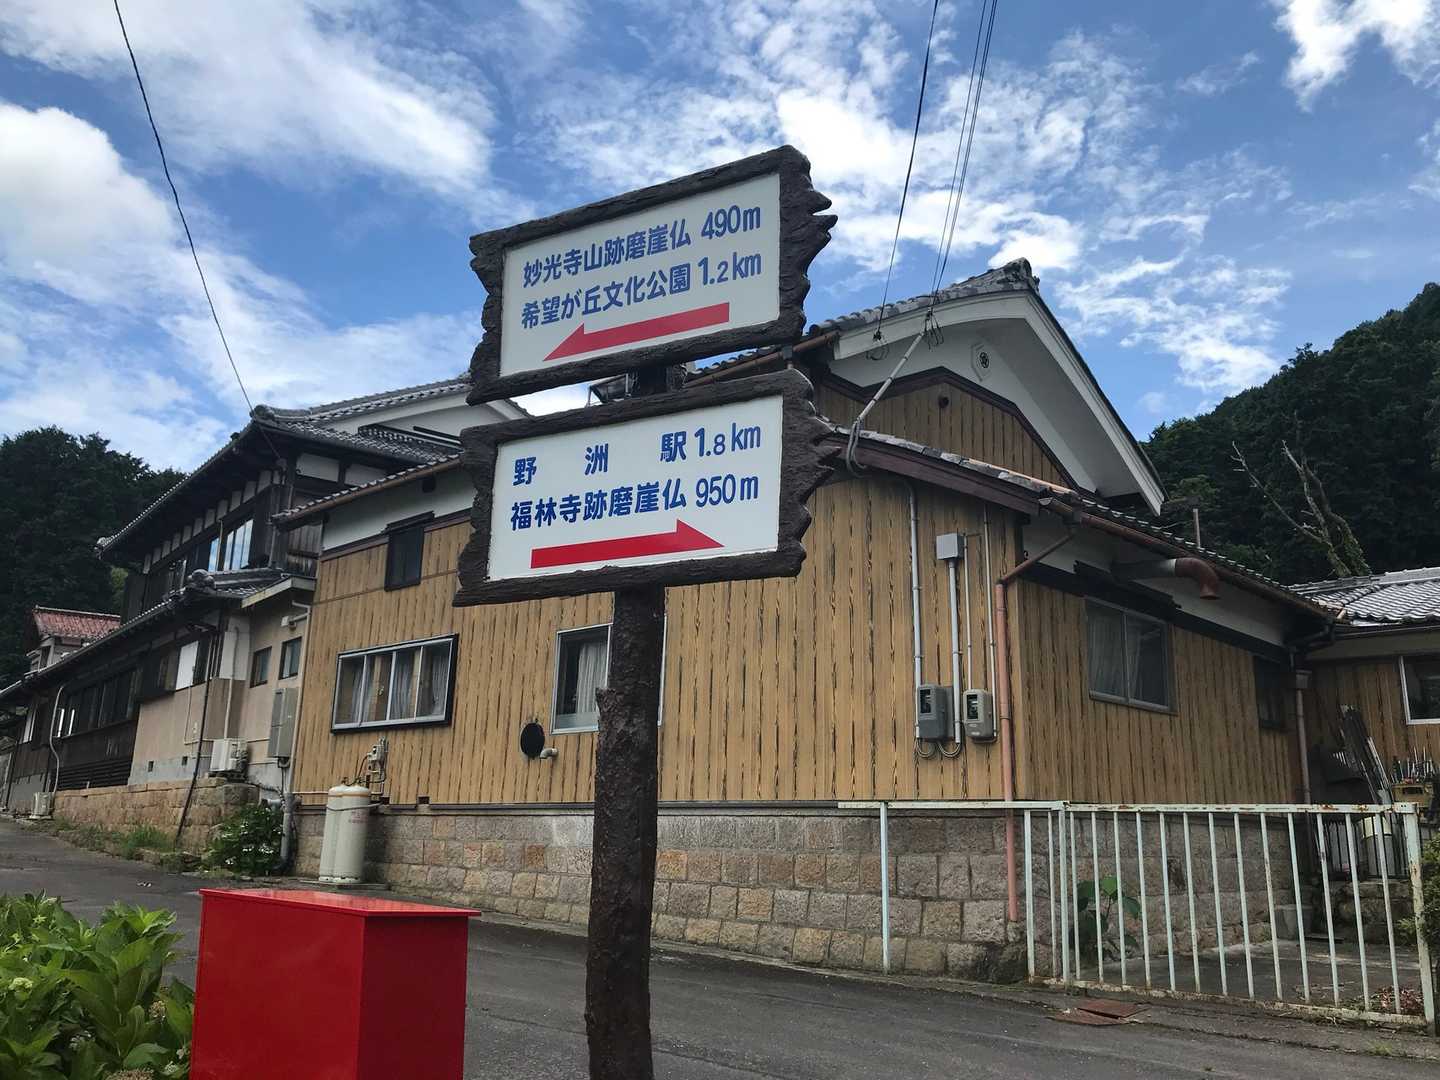 妙光寺山跡磨崖仏 490m
希望が丘文化公園 1.2km
野洲駅 1.8km
福林寺跡磨崖仏 950m